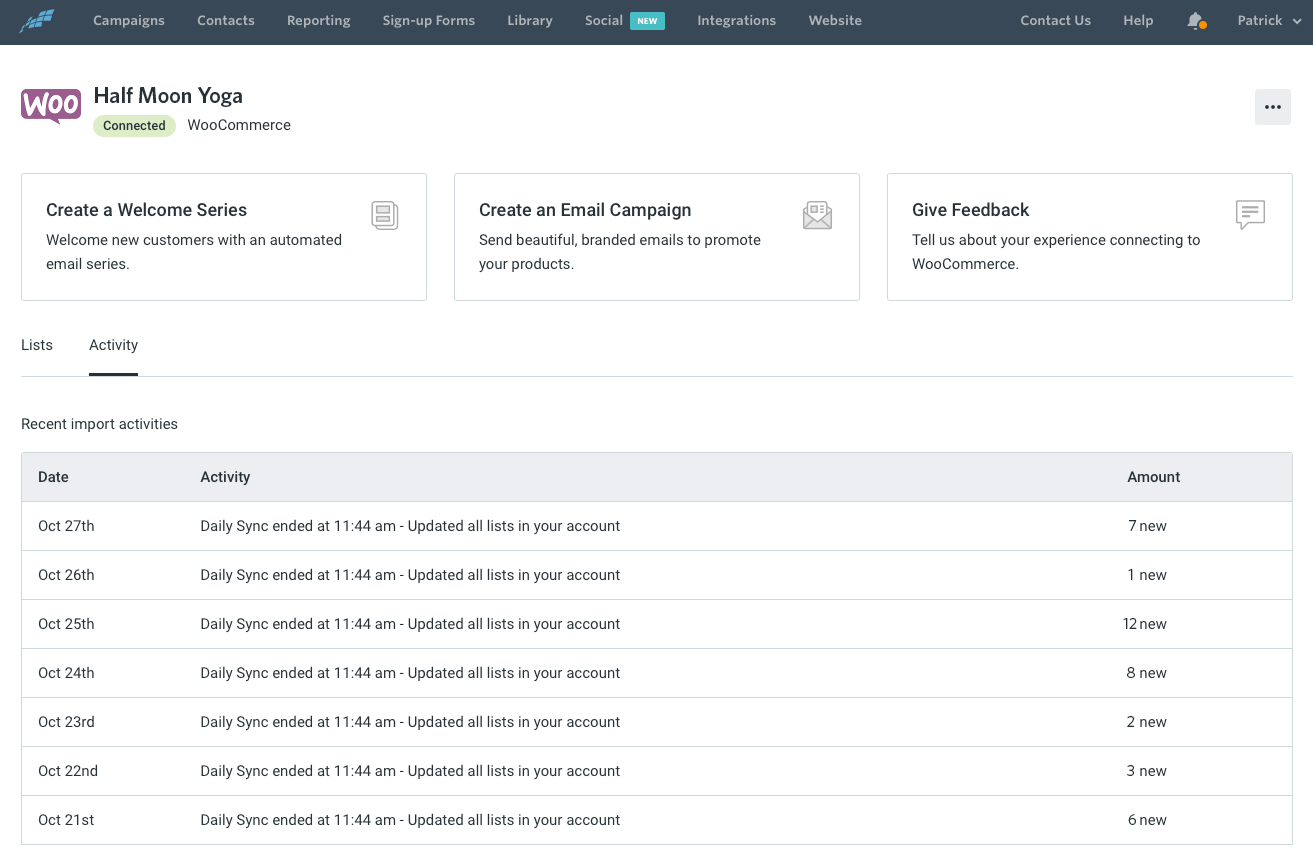 Campaigns Contacts Reporting Sign-up Forms Library Social NEW Integrations Website Contact Us Help Patrick
Woo
Half Moon Yoga
Connected WooCommerce
Create a Welcome Series
Welcome new customers with an automated
email series.
Create an Email Campaign
Send beautiful, branded emails to promote
your products.
Give Feedback
Tell us about your experience connecting to
WooCommerce.
Lists Activity
Recent import activities
Date Activity Amount
Oct 27th Daily Sync ended at 11:44 am - Updated all lists in your account 7 new
Oct 26th Daily Sync ended at 11:44 am - Updated all lists in your account 1 new
Oct 25th Daily Sync ended at 11:44 am - Updated all lists in your account 12 new
Oct 24th Daily Sync ended at 11:44 am - Updated all lists in your account 8 new
Oct 23rd Daily Sync ended at 11:44 am - Updated all lists in your account 2 new
Oct 22nd Daily Sync ended at 11:44 am - Updated all lists in your account 3 new
Oct 21st Daily Sync ended at 11:44 am - Updated all lists in your account 6 new